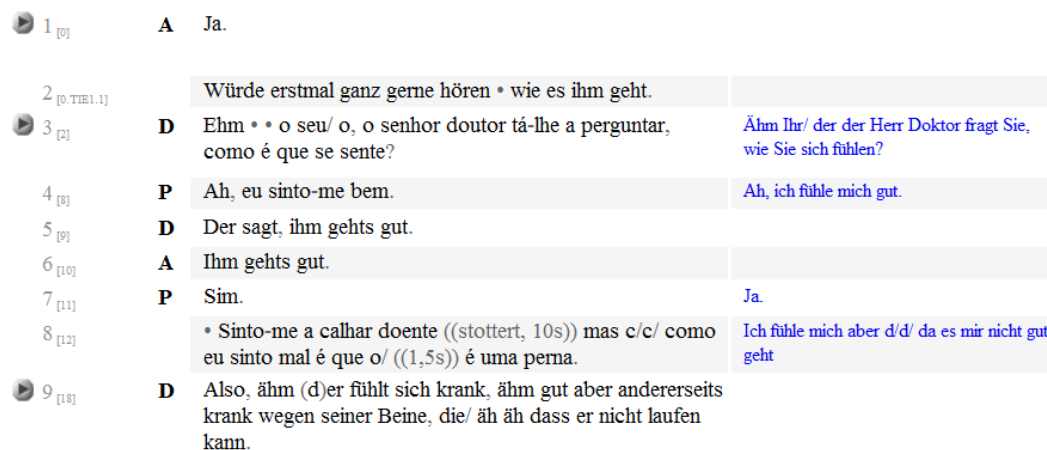 1 [0] A Ja.
2 [0.TIE1.1] Würde erstmal ganz gerne hören • wie es ihm geht.
3 [2] D Ehm • • o seu/ o, o senhor doutor tá-lhe a perguntar, Ähm Ihr/ der der Herr Doktor fragt Sie,
como é que se sente? wie Sie sich fühlen?
4 [8] P Ah, eu sinto-me bem. Ah, ich fühle mich gut.
5 [9] D Der sagt, ihm gehts gut.
6 [10] A Ihm gehts gut.
7 [11] P Sim. Ja.
8 [12] • Sinto-me a calhar doente ((stottert, 10s)) mas c/c/ como Ich fühle mich aber d/d/ da es mir nicht gut
eu sinto mal é que o/ ((1,5s)) é uma perna. geht
9 [18] D Also, ähm (d)er fühlt sich krank, ähm gut aber andererseits
krank wegen seiner Beine, die/ äh äh dass er nicht laufen
kann.